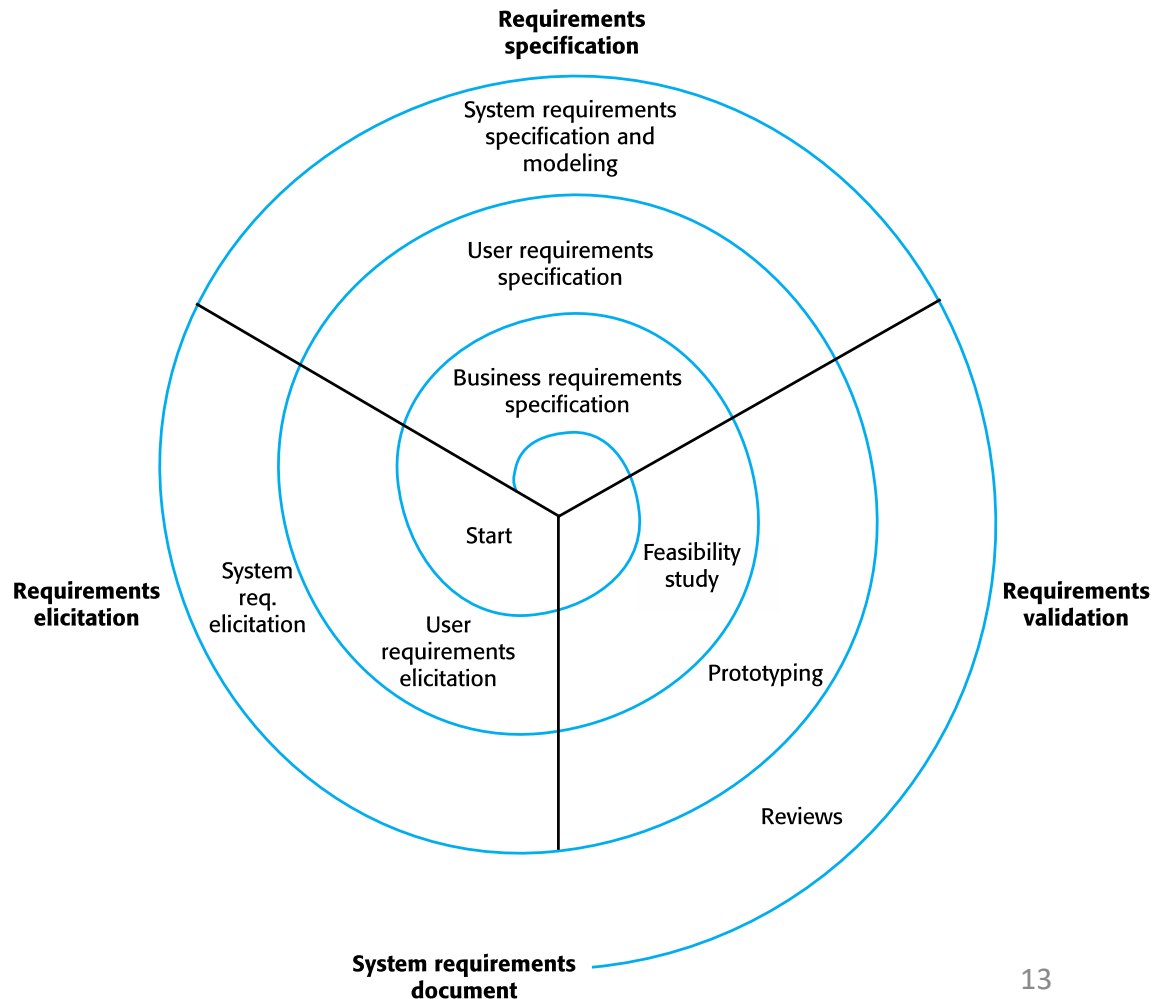 Requirements
specification
System requirements
specification and
modeling
User requirements
specification
Business requirements
specification
Start
Feasibility
study
System
req.
elicitation
Requirements
elicitation
Requirements
validation
User
requirements
elicitation
Prototyping
Reviews
System requirements
document
13